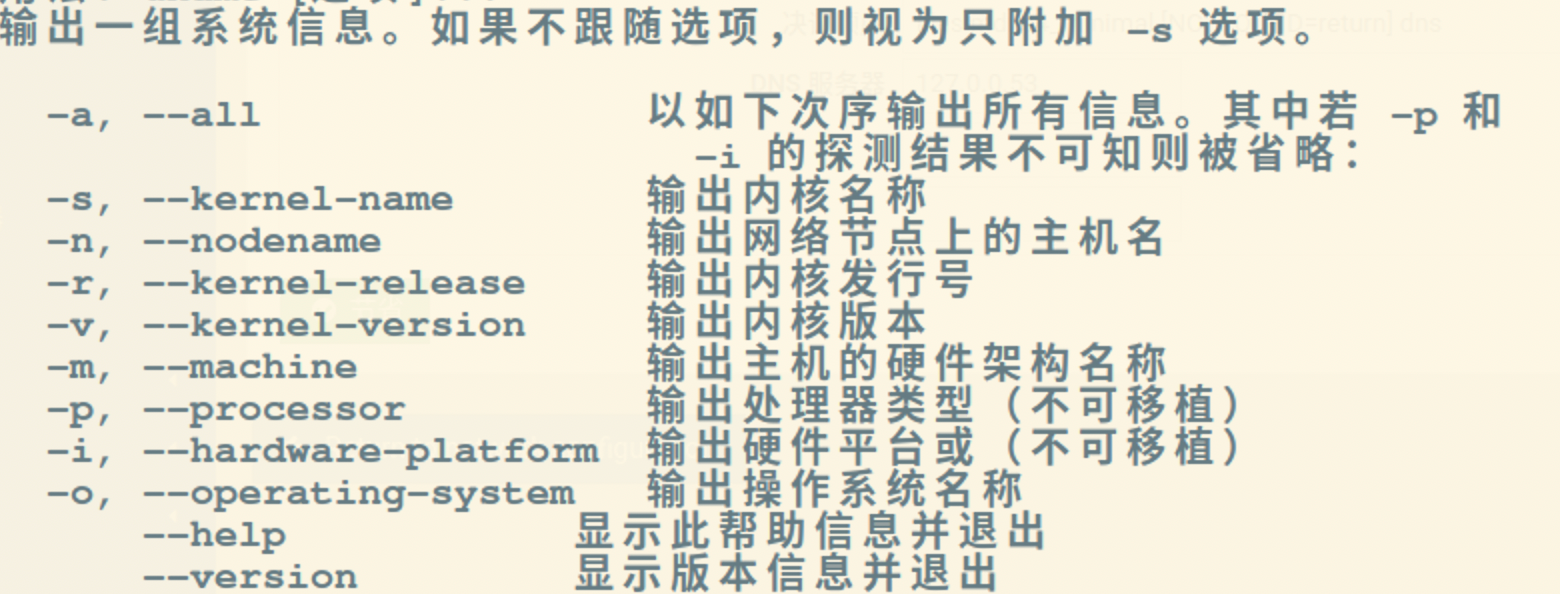 输出一组系统信息。如果不跟随选项，则视为只附加 -s 选项。
-a, --all 以如下次序输出所有信息。其中若 -p 和
-i 的探测结果不可知则被省略：
-s, --kernel-name 输出内核名称
-n, --nodename 输出网络节点上的主机名
-r, --kernel-release 输出内核发行号
-v, --kernel-version 输出内核版本
-m, --machine 输出主机的硬件架构名称
-p, --processor 输出处理器类型（不可移植）
-i, --hardware-platform 输出硬件平台或（不可移植）
-o, --operating-system 输出操作系统名称
--help 显示此帮助信息并退出
--version 显示版本信息并退出